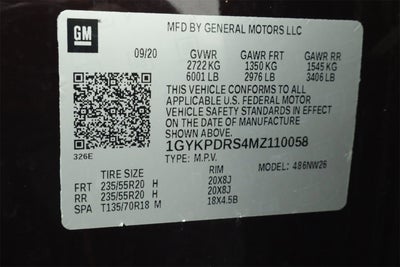 GM
MFD BY GENERAL MOTORS LLC
09/20 GVWR GAWR FRT GAWR RR
2722 KG 1350 KG 1545 KG
6001 LB 2976 LB 3406 LB
THIS VEHICLE CONFORMS TO ALL
APPLICABLE U.S. FEDERAL MOTOR
VEHICLE SAFETY STANDARDS IN EFFECT
ON THE DATE OF MANUFACTURE
SHOWN ABOVE.
326E
1GYKPDRS4MZ110058
TYPE: M.P.V. 486NW26
TIRE SIZE RIM
FRT 235/55R20 H 20X8J
RR 235/55R20 H 20X8J
SPA T135/70R18 M 18X4.5B